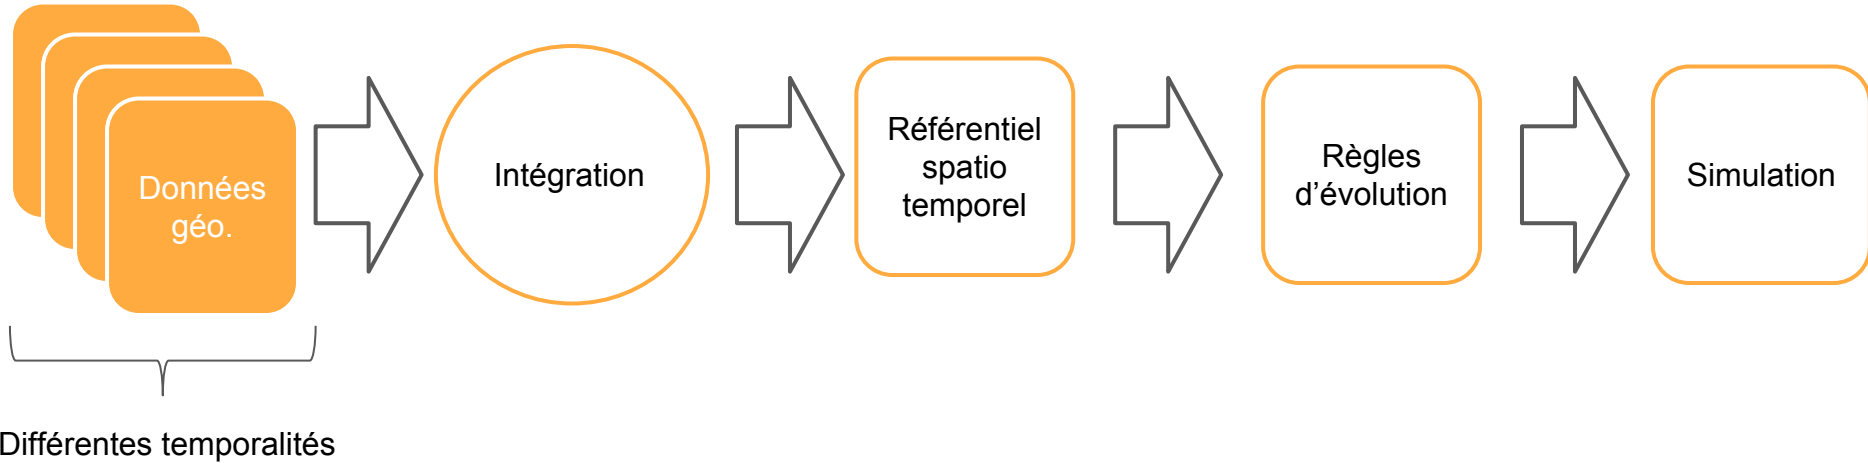 Données
géo.
Intégration
Référentiel
spatio
temporel
Règles
d’évolution
Simulation
Différentes temporalités